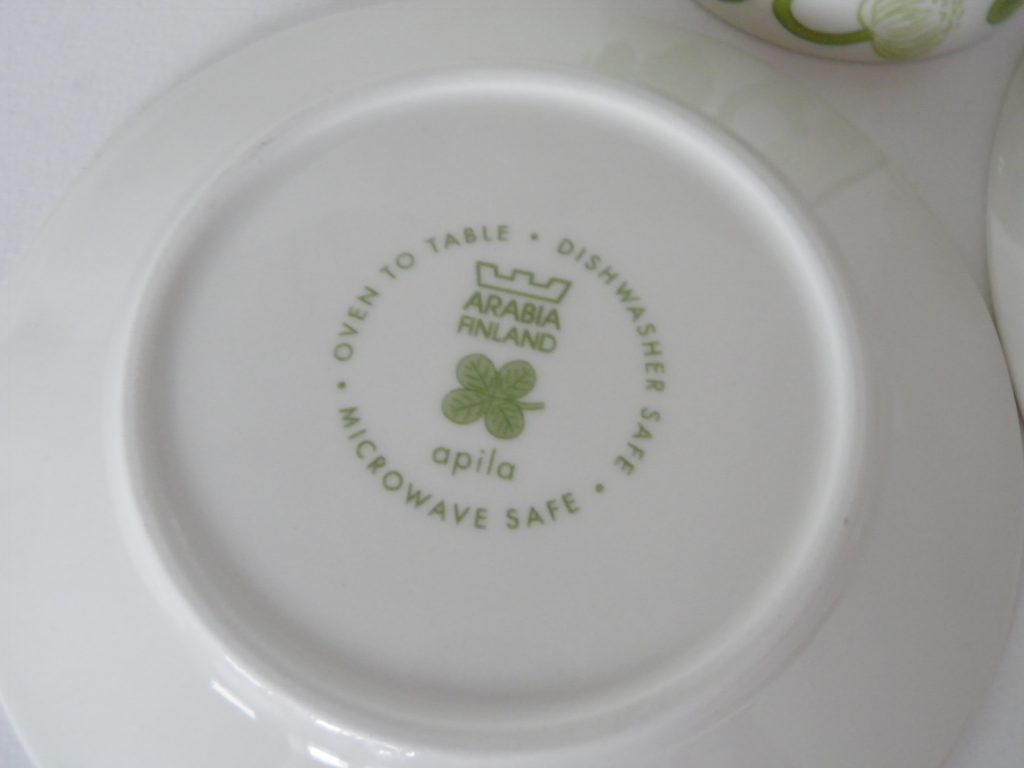 OVEN TO TABLE • DISHWASHER SAFE • MICROWAVE SAFE •
ARABIA
FINLAND
apila